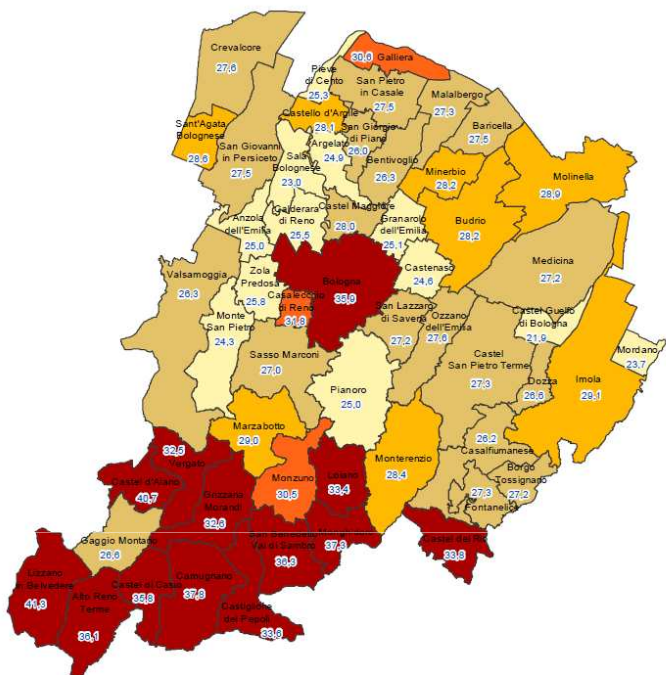 Crevalcore
27,6
Pieve
di Cento
25,3
30,6
Galliera
San Pietro
in Casale
27,5
Malalbergo
27,3
Sant'Agata
Bolognese
28,6
San Giovanni
in Persiceto
27,5
Castello d'Argile
28,1
San Giorgio
di Piano
26,0
Argelato
24,9
Baricella
27,5
Bentivoglio
26,3
Sala
Bolognese
23,0
Minerbio
28,2
Molinella
28,9
Anzola
dell'Emilia
25,0
Calderara
di Reno
25,5
Castel Maggiore
28,0
Granarolo
dell'Emilia
25,1
Budrio
28,2
Valsamoggia
26,3
Zola
Predosa
25,8
Casalecchio
di Reno
31,8
Bologna
35,9
Castenaso
24,6
Medicina
27,2
Monte
San Pietro
24,3
San Lazzaro
di Savena
27,2
Ozzano
dell'Emilia
27,6
Castel Guelfo
di Bologna
21,9
Mordano
23,7
Sasso Marconi
27,0
Pianoro
25,0
Castel
San Pietro Terme
27,3
Dozza
26,6
Imola
29,1
Marzabotto
29,0
Monterenzio
28,4
26,2
Casalfiumanese
32,5
Vergato
Monzuno
30,5
Loiano
33,4
Borgo
Tossignano
27,2
27,3
Fontanelice
Castel d'Aiano
40,7
Grizzana
Morandi
32,6
Gaggio Montano
26,6
San Benedetto
Val di Sambro
36,3
37,3
Castel del Rio
33,8
Lizzano
in Belvedere
41,8
Alto Reno
Terme
36,1
Castel di Casio
35,8
Camugnano
37,8
Castiglione
dei Pepoli
33,6